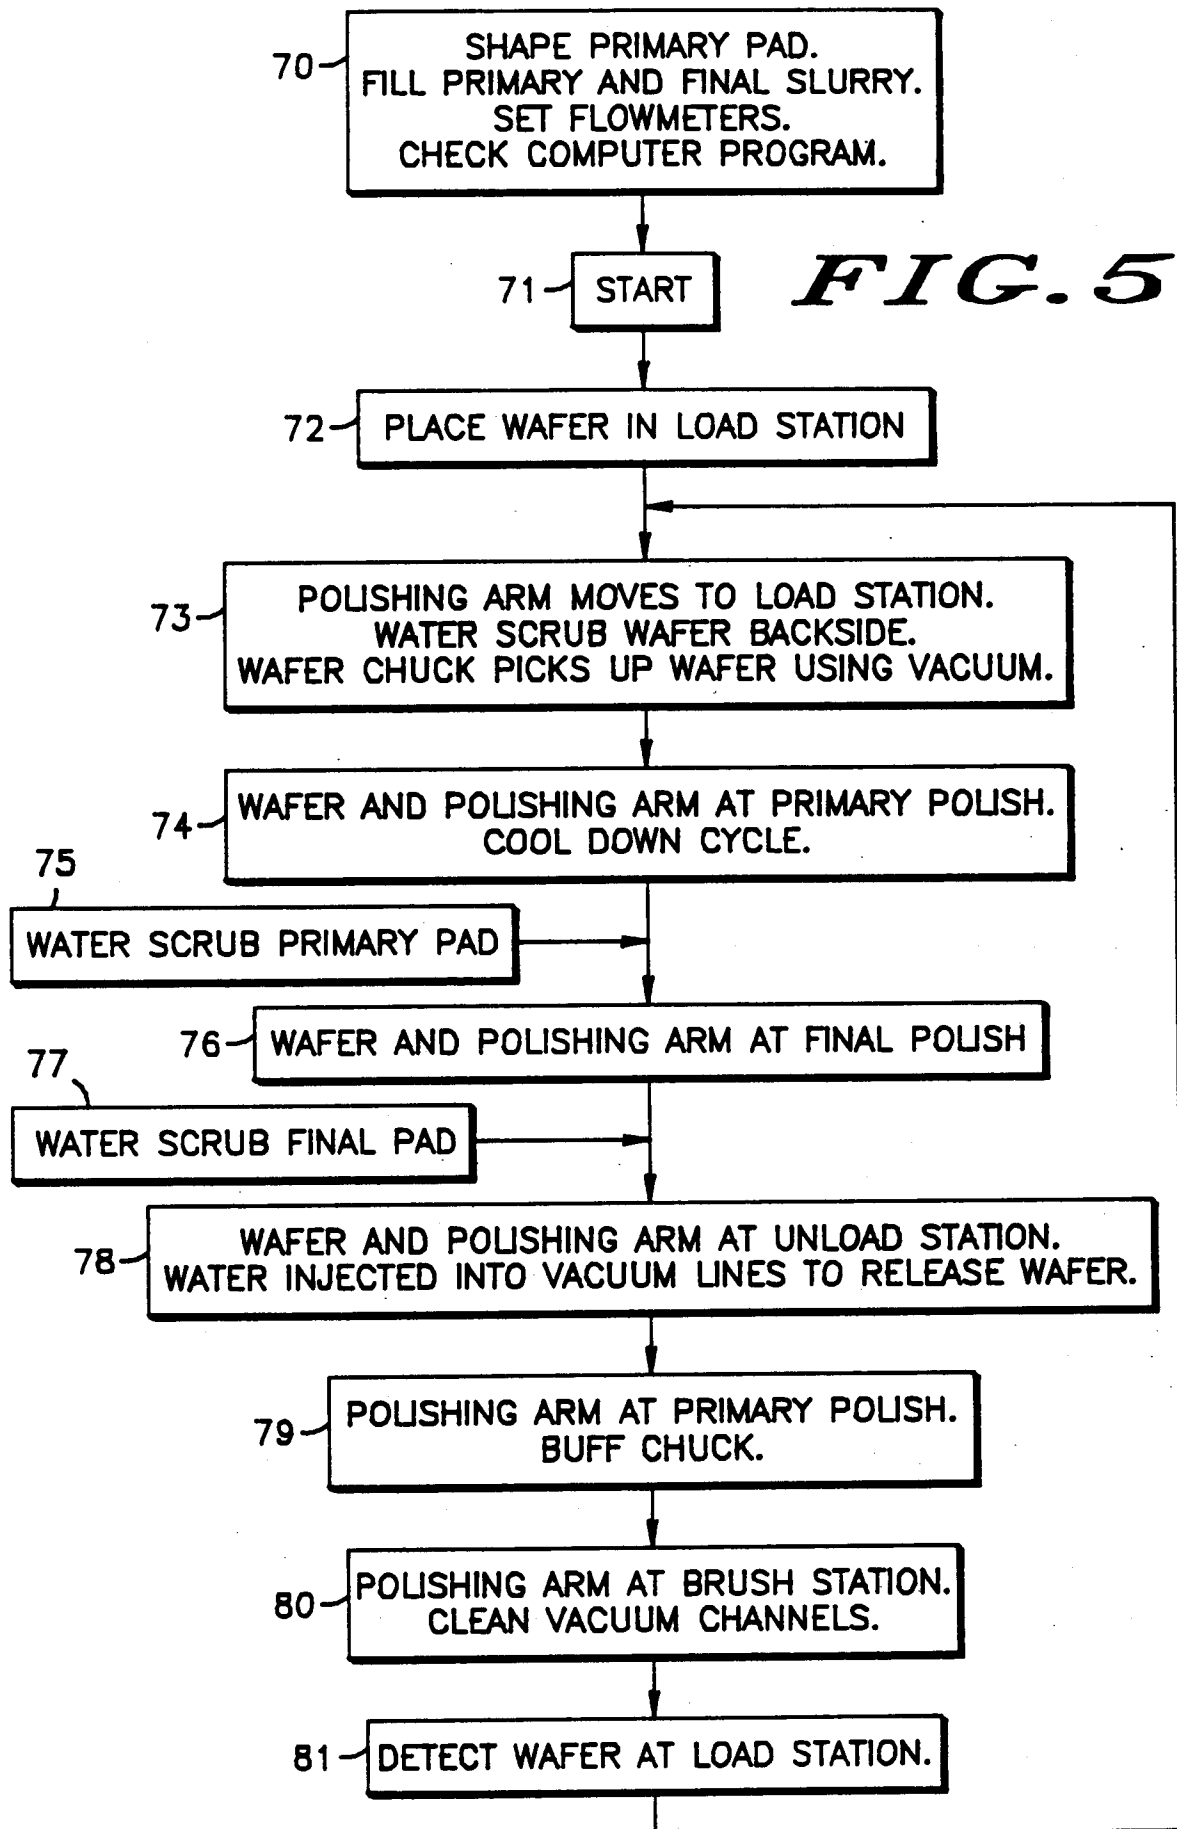 70
SHAPE PRIMARY PAD.
FILL PRIMARY AND FINAL SLURRY.
SET FLOWMETERS.
CHECK COMPUTER PROGRAM.
71
START
FIG. 5
72
PLACE WAFER IN LOAD STATION
73
POLISHING ARM MOVES TO LOAD STATION.
WATER SCRUB WAFER BACKSIDE.
WAFER CHUCK PICKS UP WAFER USING VACUUM.
74
WAFER AND POLISHING ARM AT PRIMARY POLISH.
COOL DOWN CYCLE.
75
WATER SCRUB PRIMARY PAD
76
WAFER AND POLISHING ARM AT FINAL POLISH
77
WATER SCRUB FINAL PAD
78
WAFER AND POLISHING ARM AT UNLOAD STATION.
WATER INJECTED INTO VACUUM LINES TO RELEASE WAFER.
79
POLISHING ARM AT PRIMARY POLISH.
BUFF CHUCK.
80
POLISHING ARM AT BRUSH STATION.
CLEAN VACUUM CHANNELS.
81
DETECT WAFER AT LOAD STATION.